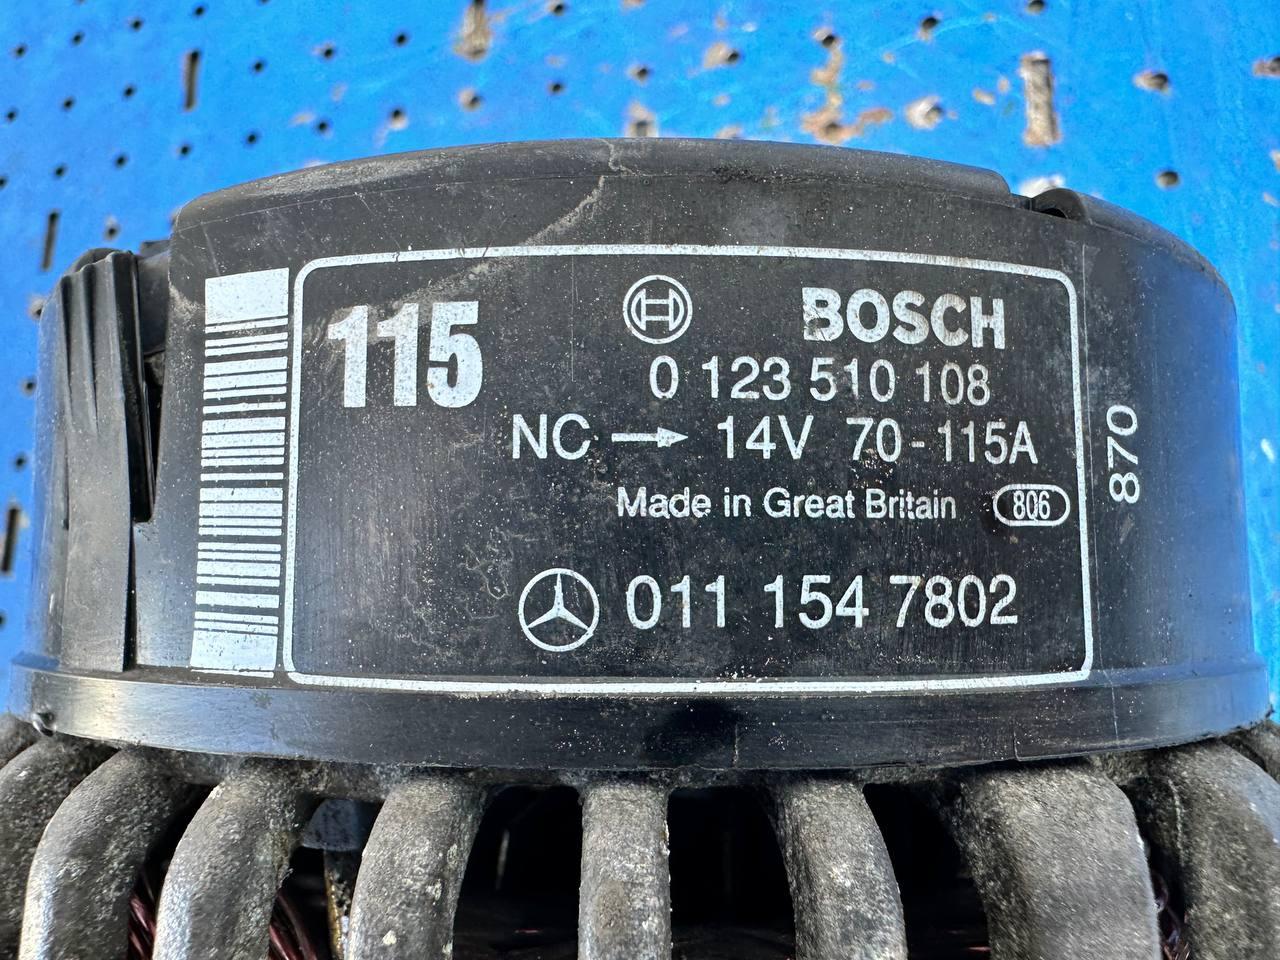 115
BOSCH
0 123 510 108
NC → 14V 70-115A
Made in Great Britain 806
011 154 7802
870